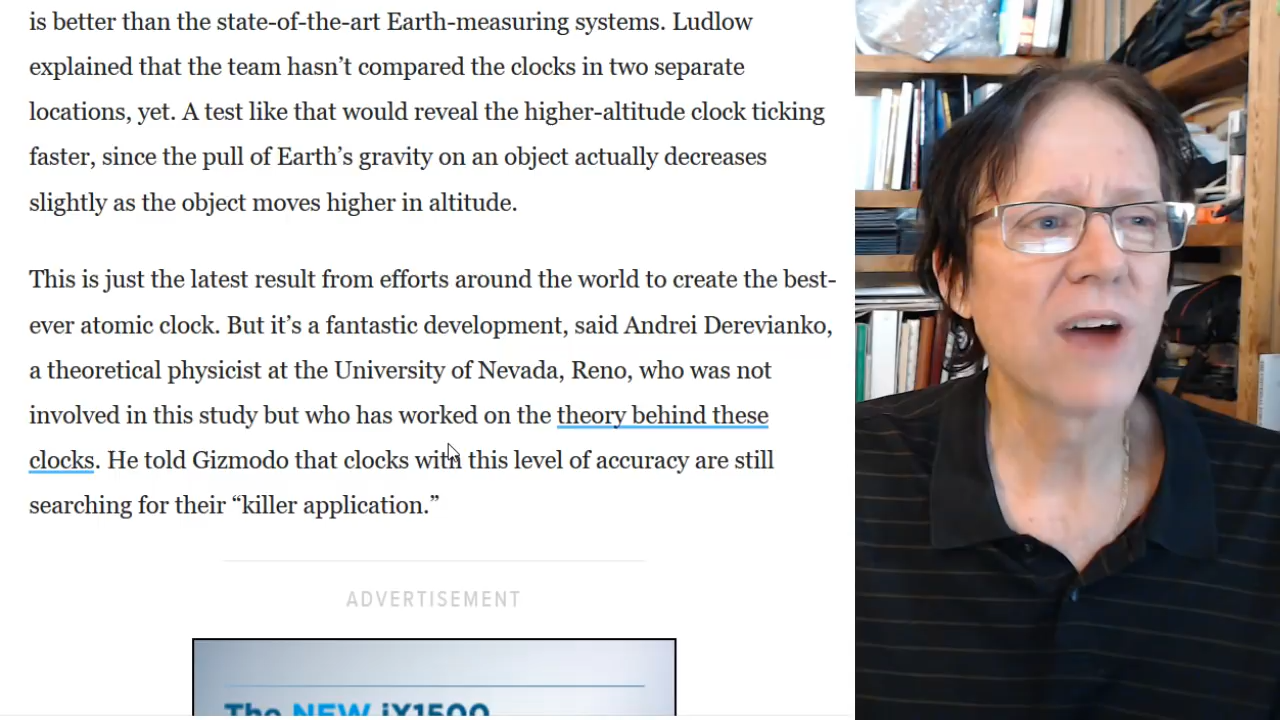 is better than the state-of-the-art Earth-measuring systems. Ludlow
explained that the team hasn’t compared the clocks in two separate
locations, yet. A test like that would reveal the higher-altitude clock ticking
faster, since the pull of Earth’s gravity on an object actually decreases
slightly as the object moves higher in altitude.
This is just the latest result from efforts around the world to create the best-
ever atomic clock. But it’s a fantastic development, said Andrei Derevianko,
a theoretical physicist at the University of Nevada, Reno, who was not
involved in this study but who has worked on the theory behind these
clocks. He told Gizmodo that clocks with this level of accuracy are still
searching for their “killer application.”
ADVERTISEMENT
The NEW iX1500